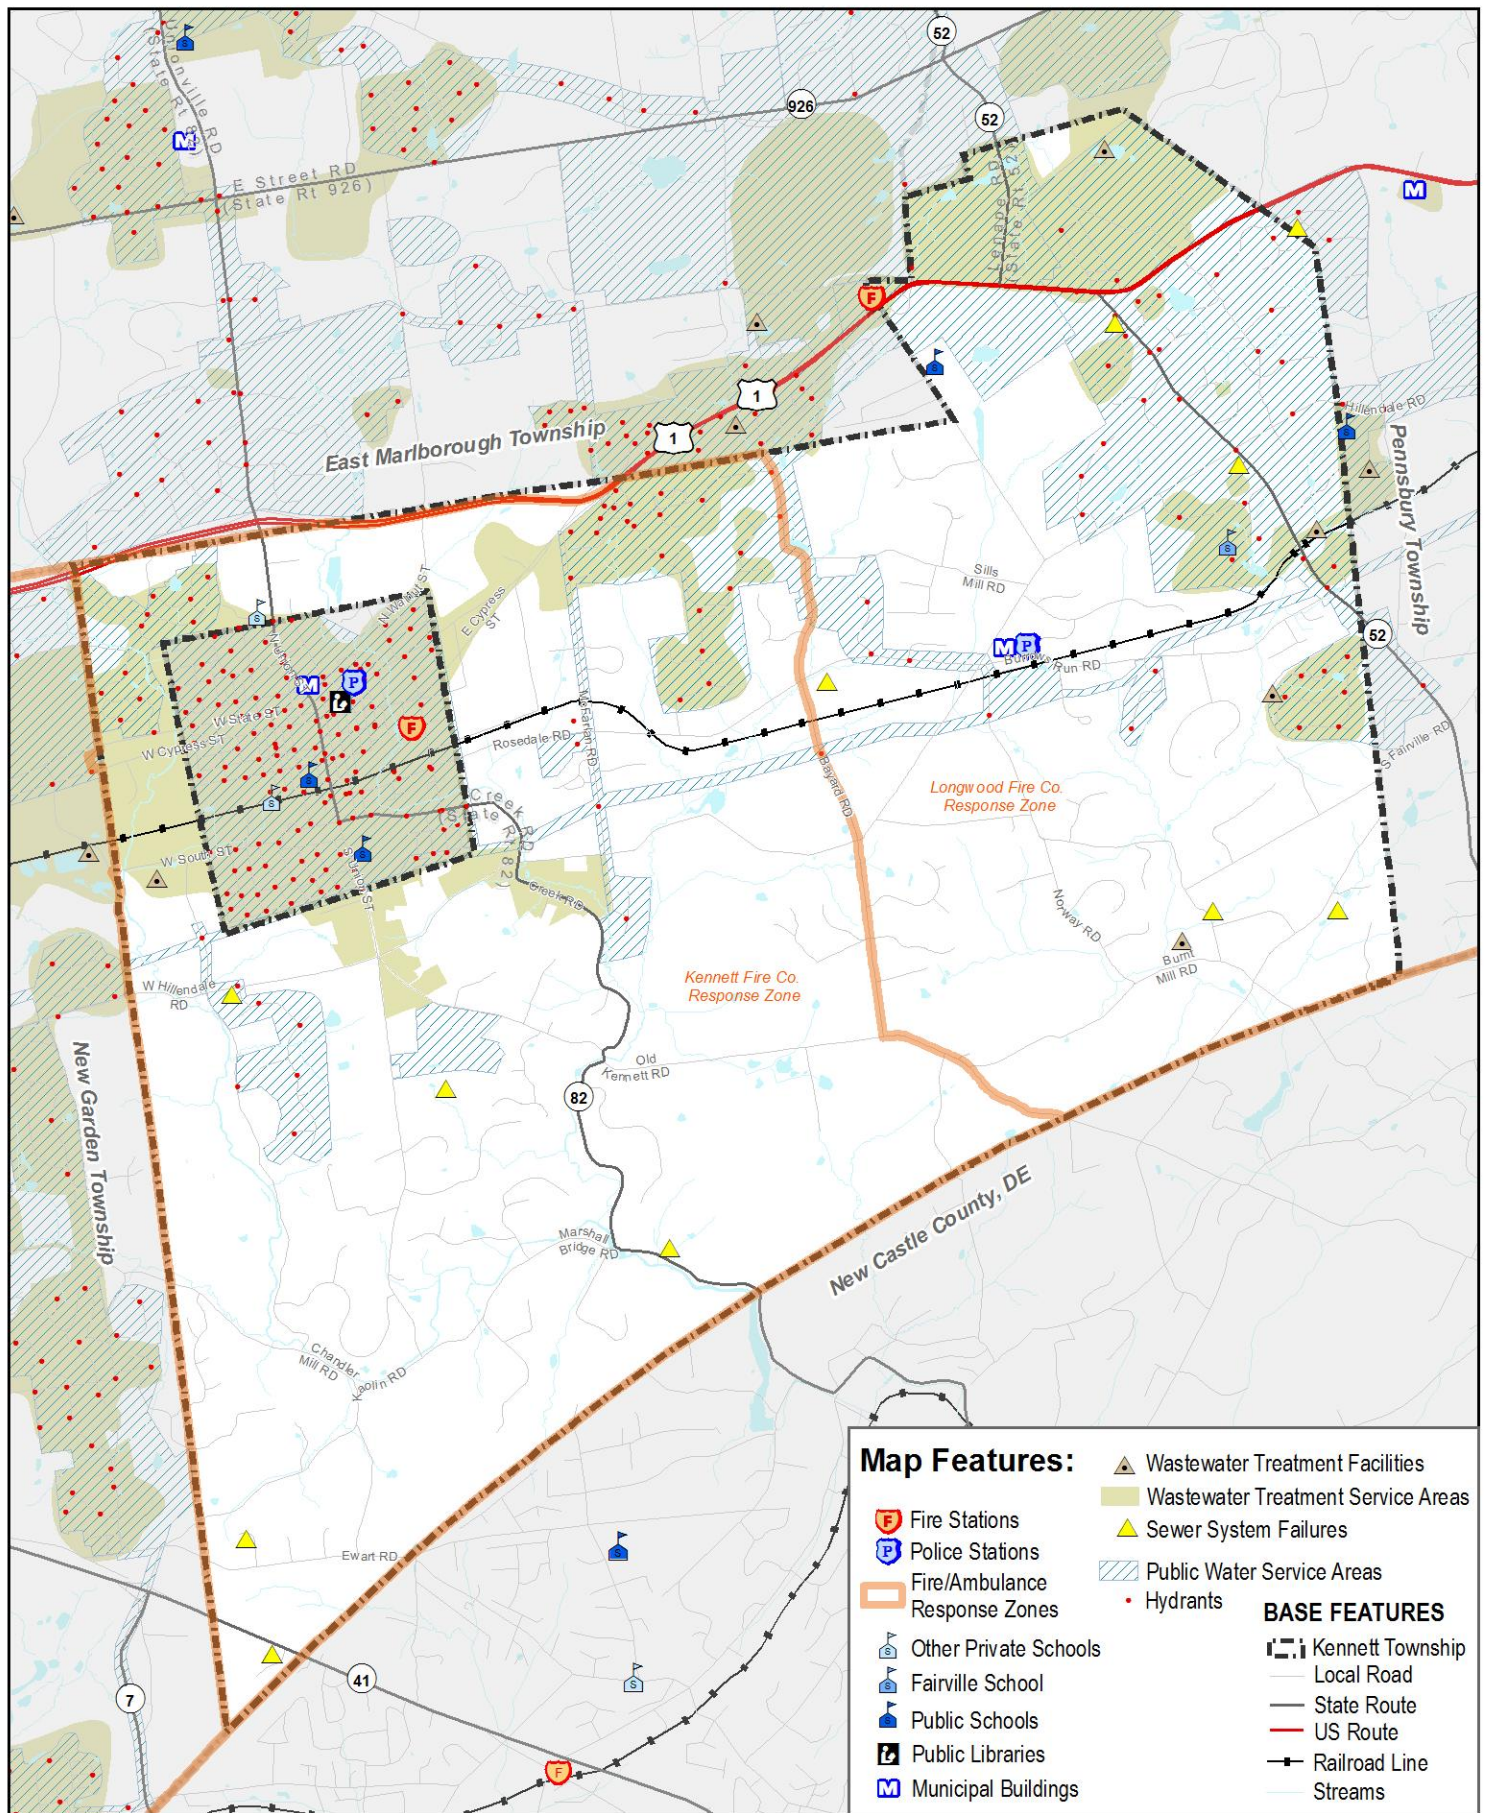 52
Unionville RD
(State Rt 82)
926
52
M
E Street RD
(State Rt 926)
M
Lenape RD
(State Rt 52)
F
1
1
Hillendale RD
East Marlborough Township
Pennsbury Township
Sills
Mill RD
N Walnut ST
E Cypress
ST
52
M
P
Burrows Run RD
M
P
W State ST
F
W Cypress ST
Rosedale RD
McFarlan RD
S Fairville RD
Bayard RD
Longwood Fire Co.
Response Zone
Creek RD
(State Rt 82)
W South ST
S Union ST
Creek RD
Norway RD
Burnt
Mill RD
Kennett Fire Co.
Response Zone
W Hillendale
RD
New Garden Township
Old
Kennett RD
82
New Castle County, DE
Marshall
Bridge RD
Chandler
Mill RD
Kaolin RD
Ewart RD
41
7
F
Map Features:
Fire Stations
Police Stations
Fire/Ambulance
Response Zones
Other Private Schools
Fairville School
Public Schools
Public Libraries
Municipal Buildings
Wastewater Treatment Facilities
Wastewater Treatment Service Areas
Sewer System Failures
Public Water Service Areas
Hydrants
BASE FEATURES
Kennett Township
Local Road
State Route
US Route
Railroad Line
Streams